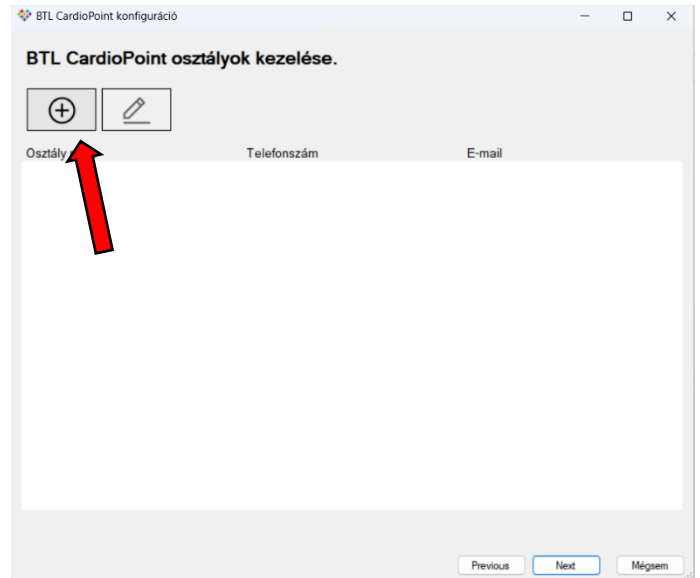 BTL CardioPoint konfiguráció
BTL CardioPoint osztályok kezelése.
Osztály Telefonszám E-mail
Previous Next Mégsem